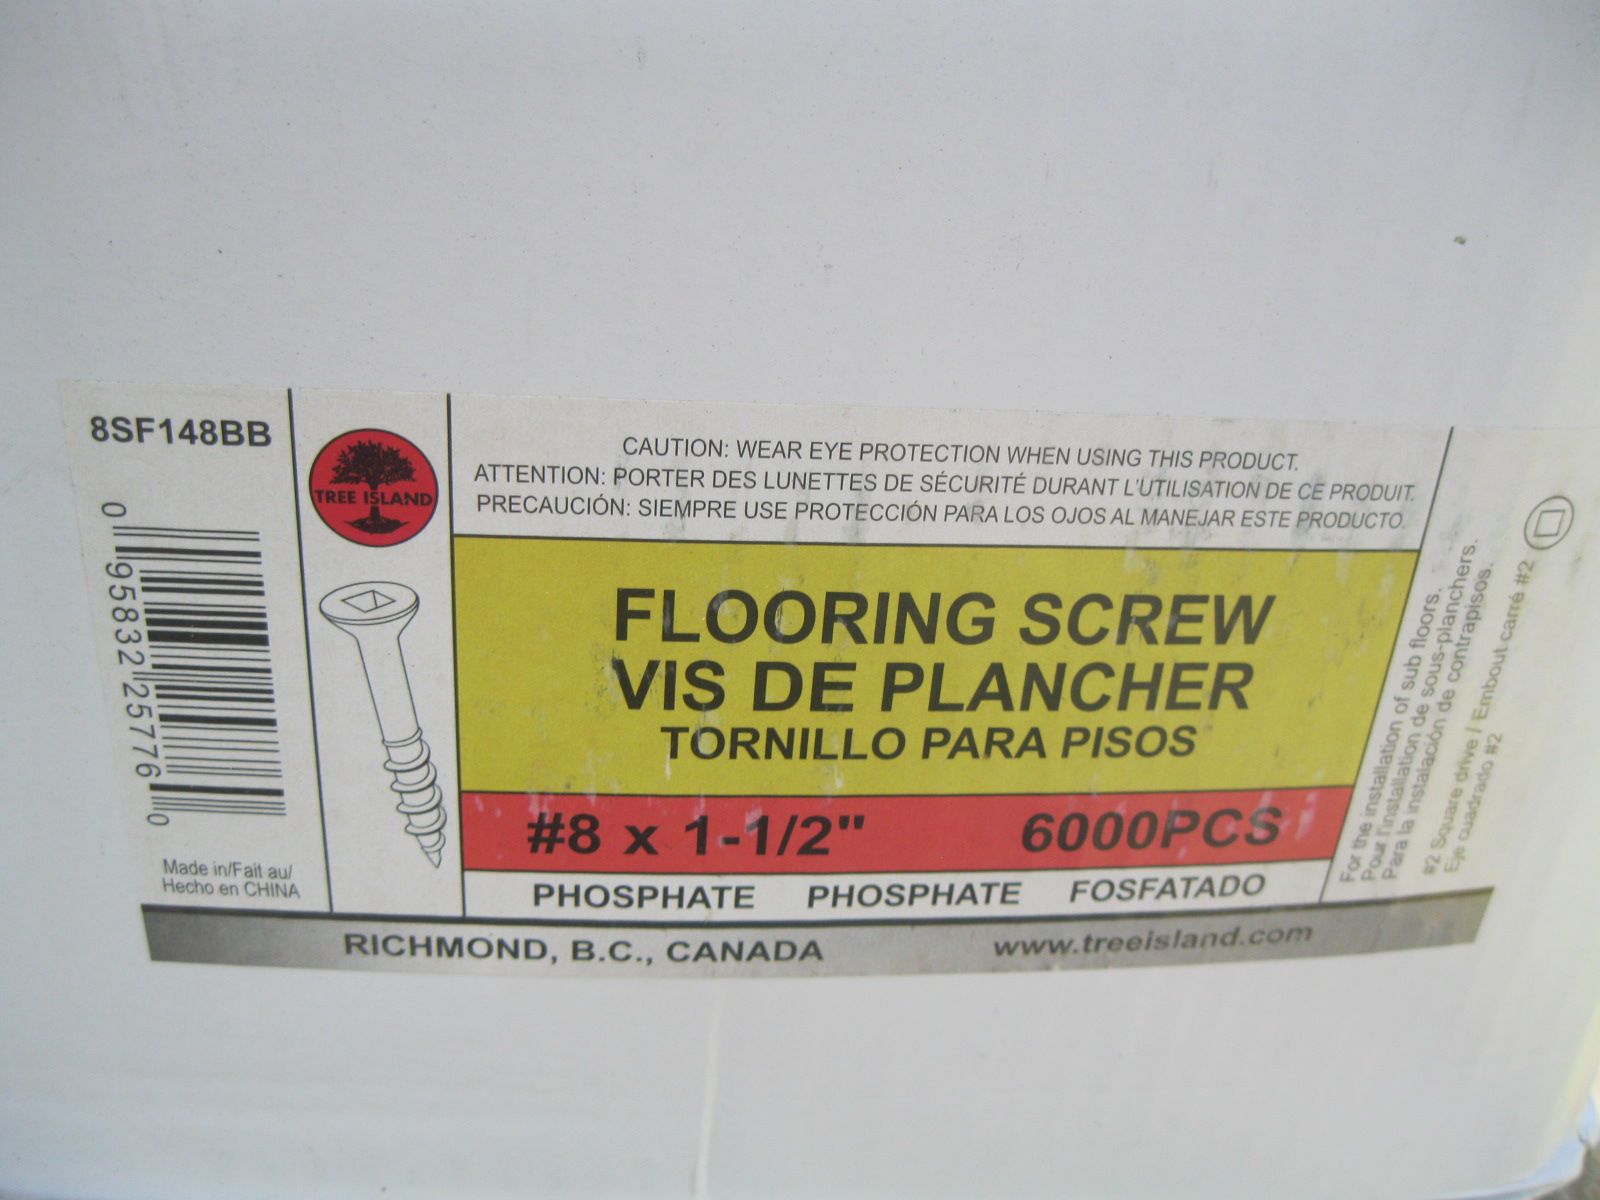 8SF148BB
0 95832 25776 0
Made in/Fait au/
Hecho en CHINA
TREE ISLAND
CAUTION: WEAR EYE PROTECTION WHEN USING THIS PRODUCT.
ATTENTION: PORTER DES LUNETTES DE SÉCURITÉ DURANT L'UTILISATION DE CE PRODUIT.
PRECAUCIÓN: SIEMPRE USE PROTECCIÓN PARA LOS OJOS AL MANEJAR ESTE PRODUCTO.
FLOORING SCREW
VIS DE PLANCHER
TORNILLO PARA PISOS
#8 x 1-1/2" 6000PCS
PHOSPHATE PHOSPHATE FOSFATADO
For the installation of sub floors.
Pour l'installation de sous-planchers.
Para la instalación de contrapisos.
#2 Square drive / Embout carré #2
Eje cuadrado #2
RICHMOND, B.C., CANADA www.treeisland.com